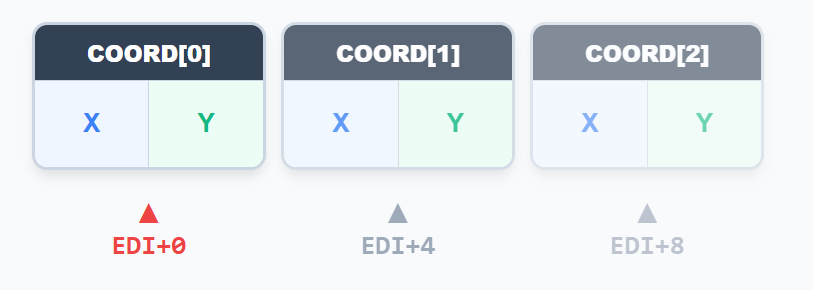 COORD[0] COORD[1] COORD[2]
X Y X Y X Y
EDI+0 EDI+4 EDI+8